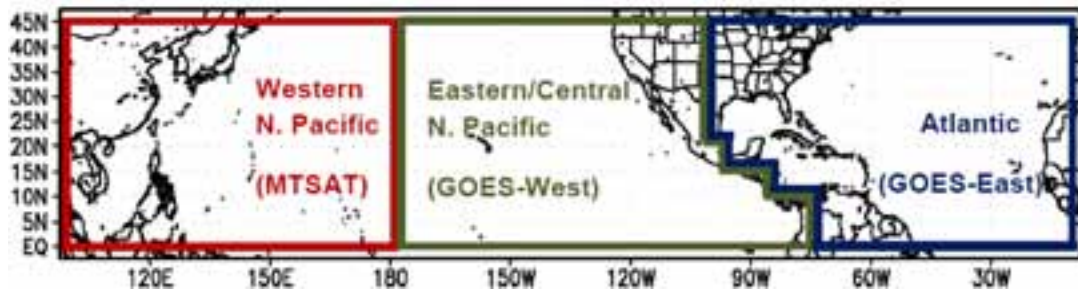 45N
40N
35N
30N
25N
20N
15N
10N
5N
EQ
Western
N. Pacific
(MTSAT)
Eastern/Central
N. Pacific
(GOES-West)
Atlantic
(GOES-East)
120E 150E 180 150W 120W 90W 60W 30W